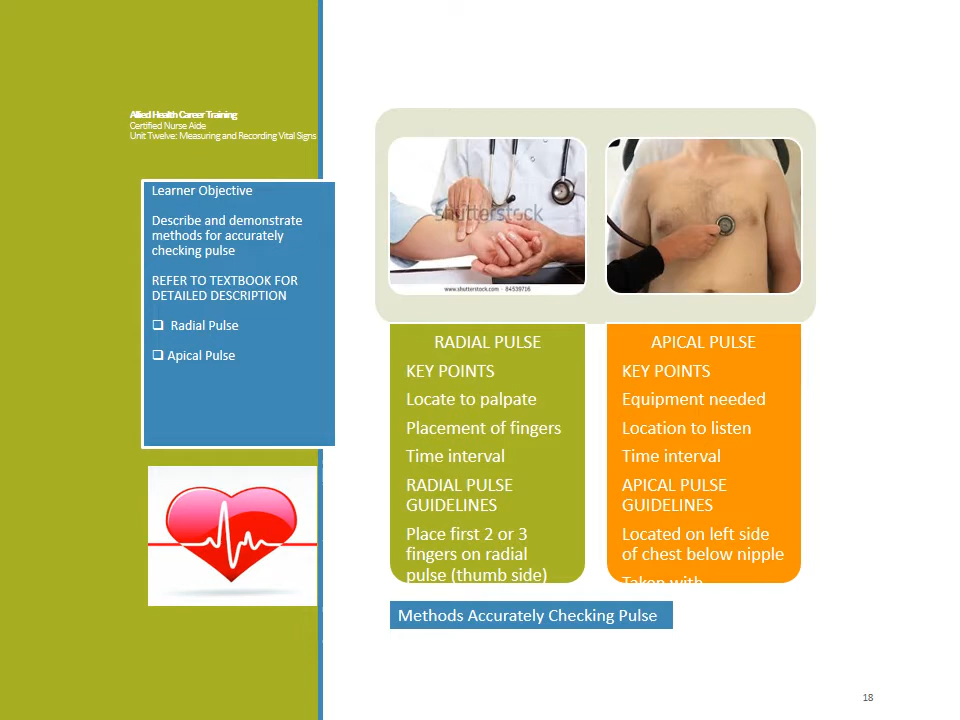 Allied Health Career Training
Certified Nurse Aide
Unit Twelve: Measuring and Recording Vital Signs
Learner Objective
Describe and demonstrate
methods for accurately
checking pulse
REFER TO TEXTBOOK FOR
DETAILED DESCRIPTION
Radial Pulse
Apical Pulse
shutterstock
www.shutterstock.com · 84539716
RADIAL PULSE
KEY POINTS
Locate to palpate
Placement of fingers
Time interval
RADIAL PULSE
GUIDELINES
Place first 2 or 3
fingers on radial
pulse (thumb side)
APICAL PULSE
KEY POINTS
Equipment needed
Location to listen
Time interval
APICAL PULSE
GUIDELINES
Located on left side
of chest below nipple
Taken with
Methods Accurately Checking Pulse
18